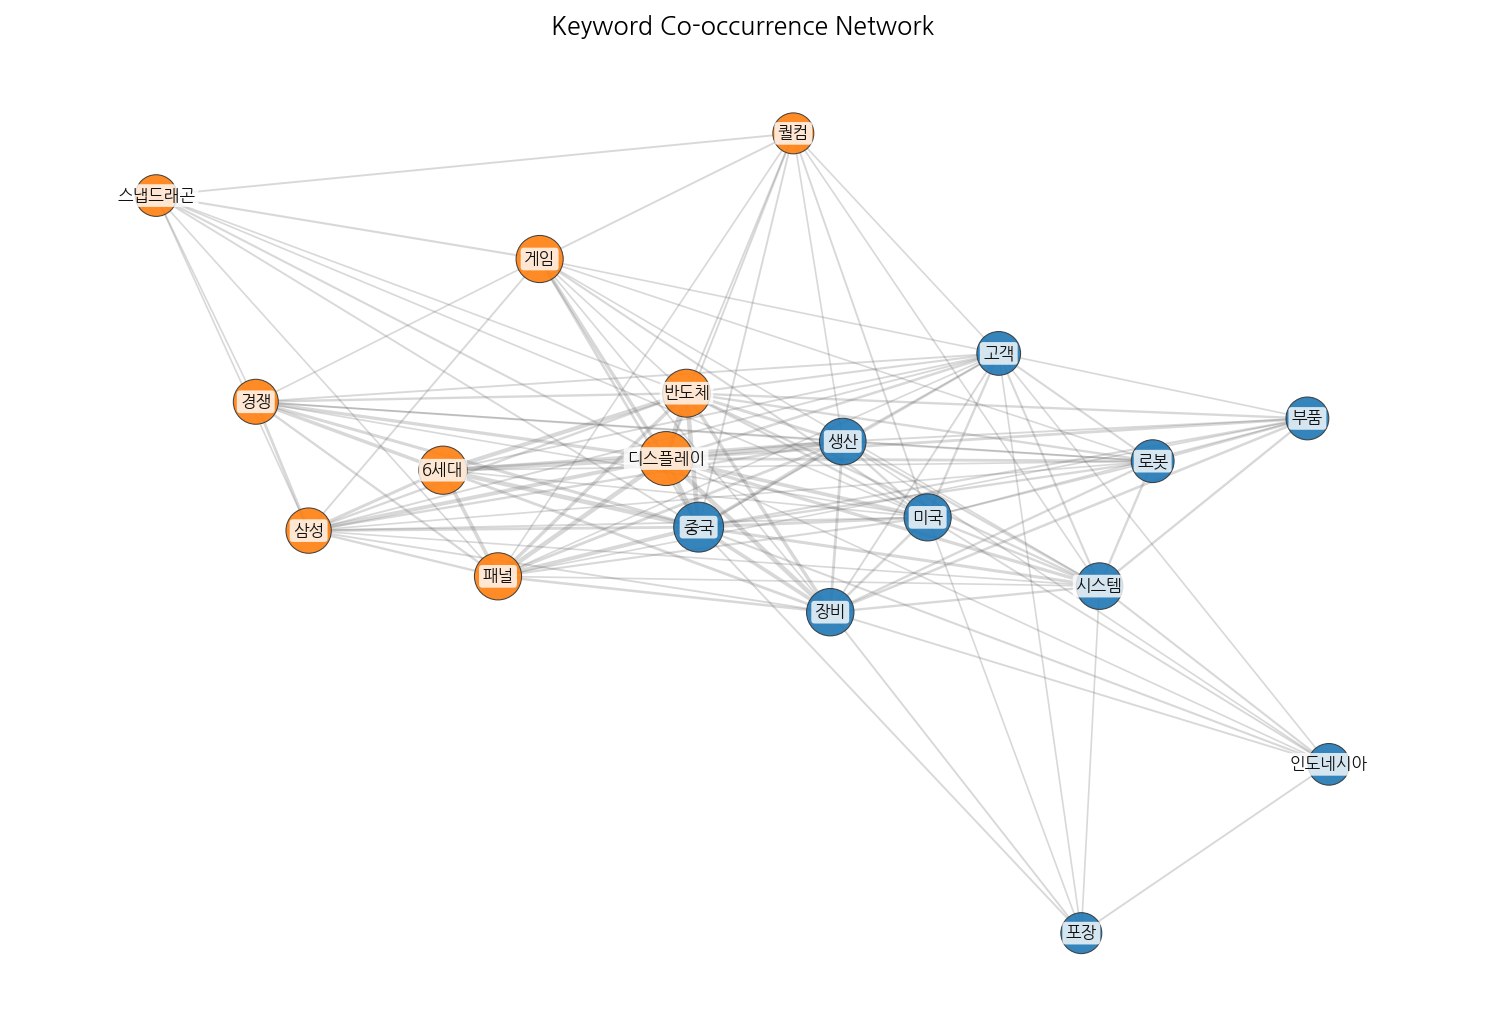 Keyword Co-occurrence Network
퀄컴
스냅드래곤
게임
고객
반도체
경쟁
부품
생산
디스플레이
로봇
6세대
미국
중국
삼성
패널
시스템
장비
인도네시아
포장